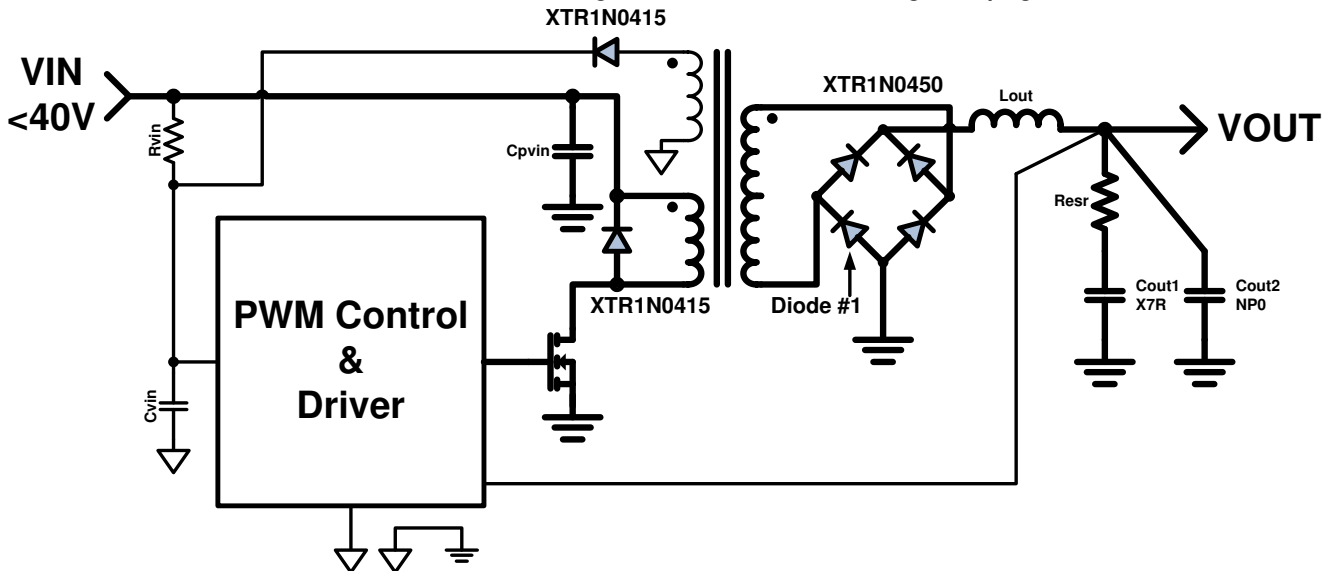 XTR1N0415
VIN
<40V
XTR1N0450
Lout
VOUT
Rvin
Cpvin
Resr
XTR1N0415
Diode #1
Cout1
X7R
Cout2
NP0
PWM Control
&
Driver
Cvin